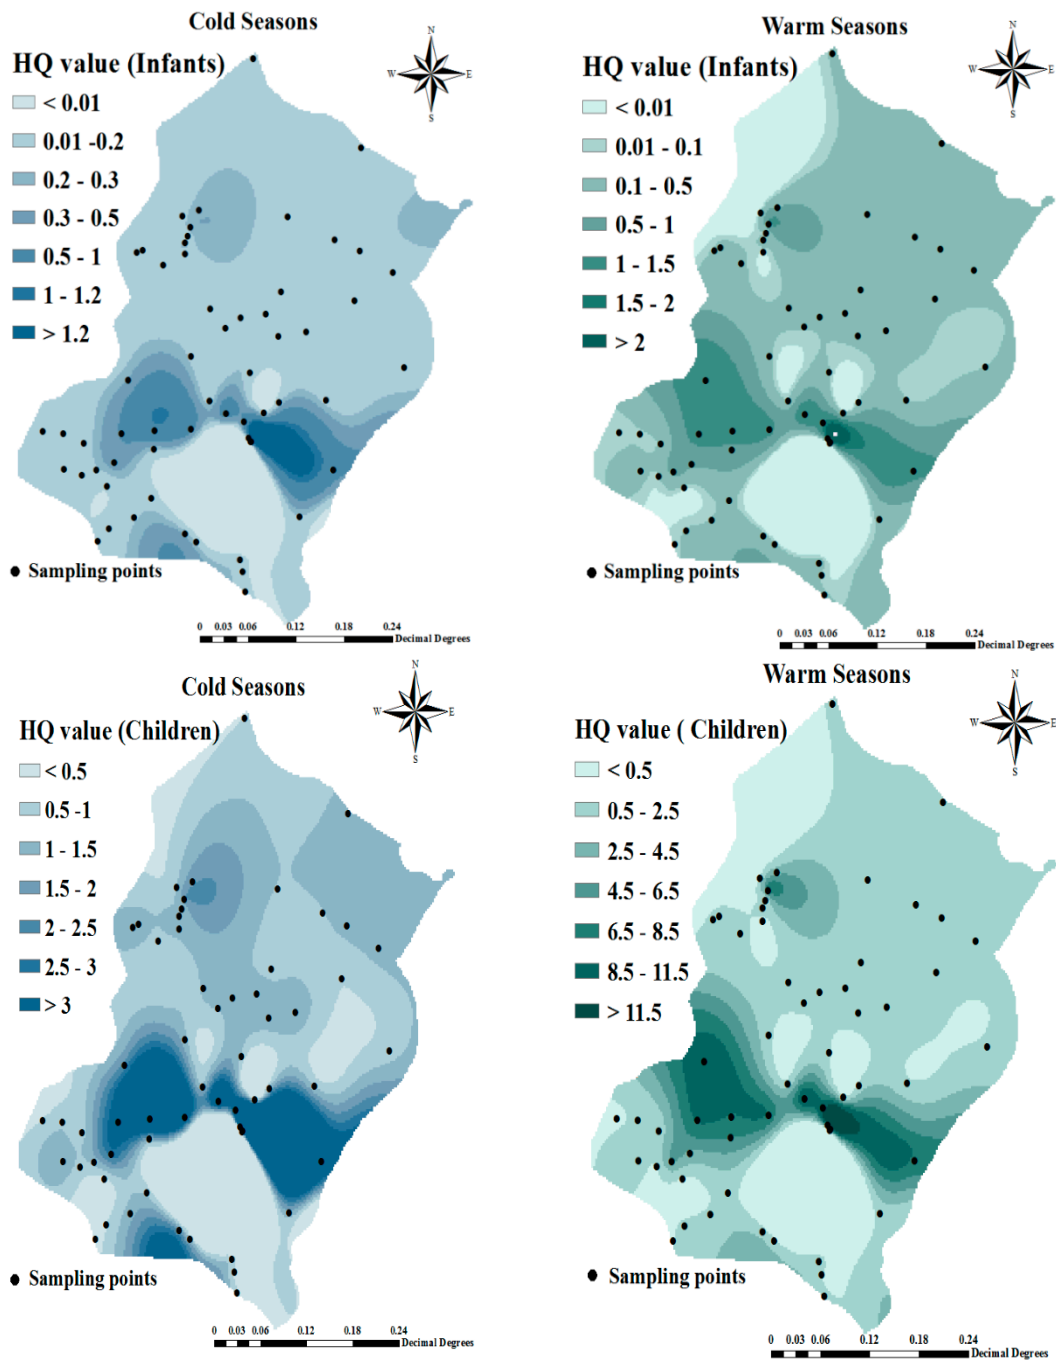 Cold Seasons
N
W E
S
HQ value (Infants)
< 0.01
0.01 -0.2
0.2 - 0.3
0.3 - 0.5
0.5 - 1
1 - 1.2
> 1.2
Sampling points
0 0.03 0.06 0.12 0.18 0.24
Decimal Degrees
Warm Seasons
N
W E
S
HQ value (Infants)
< 0.01
0.01 - 0.1
0.1 - 0.5
0.5 - 1
1 - 1.5
1.5 - 2
> 2
Sampling points
0 0.03 0.06 0.12 0.18 0.24
Decimal Degrees
Cold Seasons
N
W E
S
HQ value (Children)
< 0.5
0.5 -1
1 - 1.5
1.5 - 2
2 - 2.5
2.5 - 3
> 3
Sampling points
0 0.03 0.06 0.12 0.18 0.24
Decimal Degrees
Warm Seasons
N
W E
S
HQ value ( Children)
< 0.5
0.5 - 2.5
2.5 - 4.5
4.5 - 6.5
6.5 - 8.5
8.5 - 11.5
> 11.5
Sampling points
0 0.03 0.06 0.12 0.18 0.24
Decimal Degrees